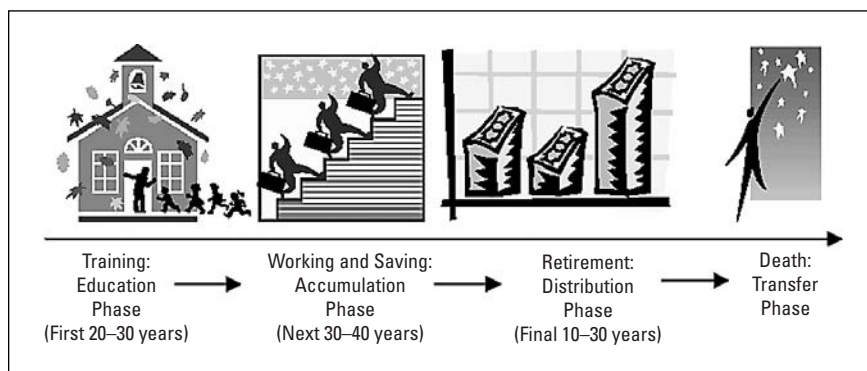 Training:
Education
Phase
(First 20–30 years)
Working and Saving:
Accumulation
Phase
(Next 30–40 years)
Retirement:
Distribution
Phase
(Final 10–30 years)
Death:
Transfer
Phase